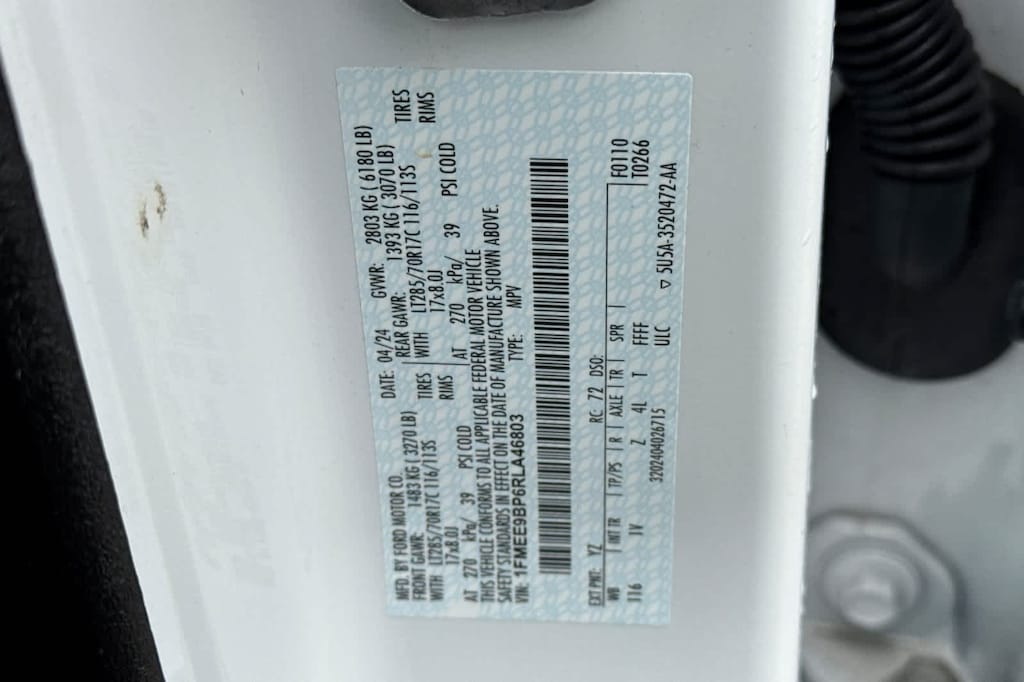 MFD. BY FORD MOTOR CO. DATE: 04/24 GVWR: 2803 KG ( 6180 LB)
FRONT GAWR: 1483 KG ( 3270 LB) REAR GAWR: 1393 KG ( 3070 LB)
WITH LT285/70R17C 116/113S TIRES WITH LT285/70R17C 116/113S TIRES
17x8.0J RIMS 17x8.0J RIMS
AT 270 kPa/ 39 PSI COLD AT 270 kPa/ 39 PSI COLD
THIS VEHICLE CONFORMS TO ALL APPLICABLE FEDERAL MOTOR VEHICLE
SAFETY STANDARDS IN EFFECT ON THE DATE OF MANUFACTURE SHOWN ABOVE.
VIN: 1FMEE9BP6RLA46803 TYPE: MPV
EXT PNT: YZ RC: 72 DSO: F0110
WB INT TR TP/PS R AXLE TR SPR T0266
116 1V Z 4L T FFFF
3202404026715 ULC 5U5A-3520472-AA